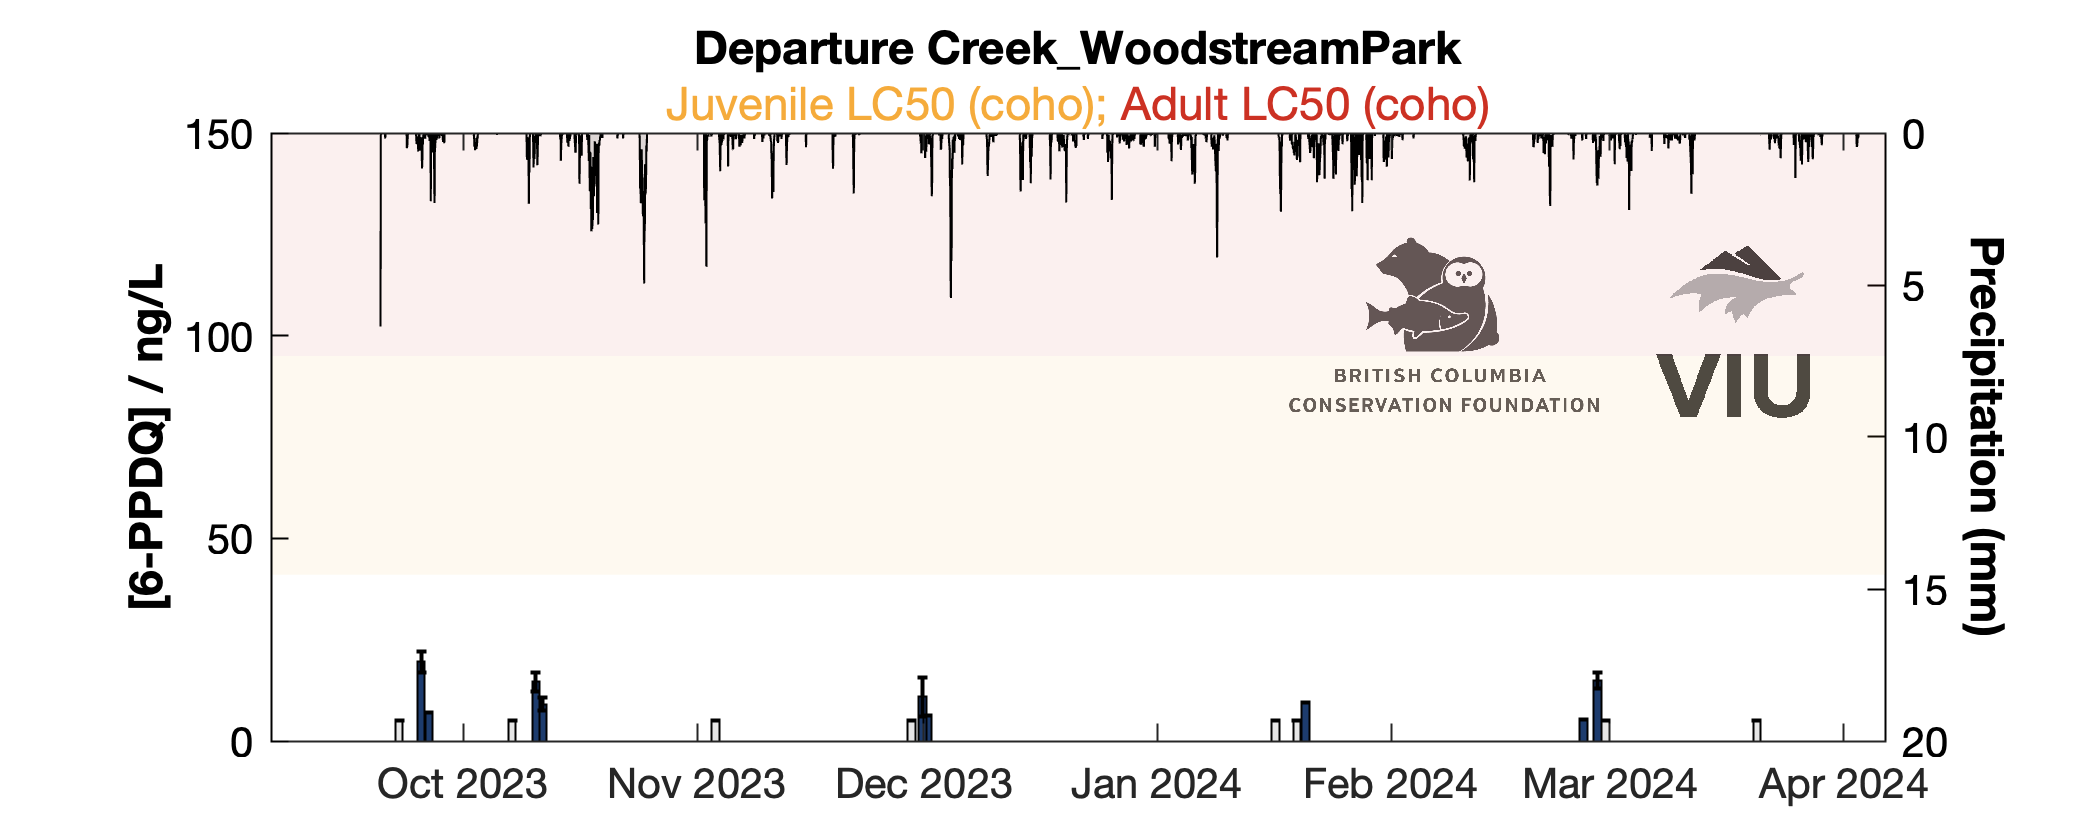 Departure Creek_WoodstreamPark
Juvenile LC50 (coho); Adult LC50 (coho)
150
100
50
0
[6-PPDQ] / ng/L
0
5
10
15
20
Precipitation (mm)
BRITISH COLUMBIA
CONSERVATION FOUNDATION
VIU
Oct 2023 Nov 2023 Dec 2023 Jan 2024 Feb 2024 Mar 2024 Apr 2024